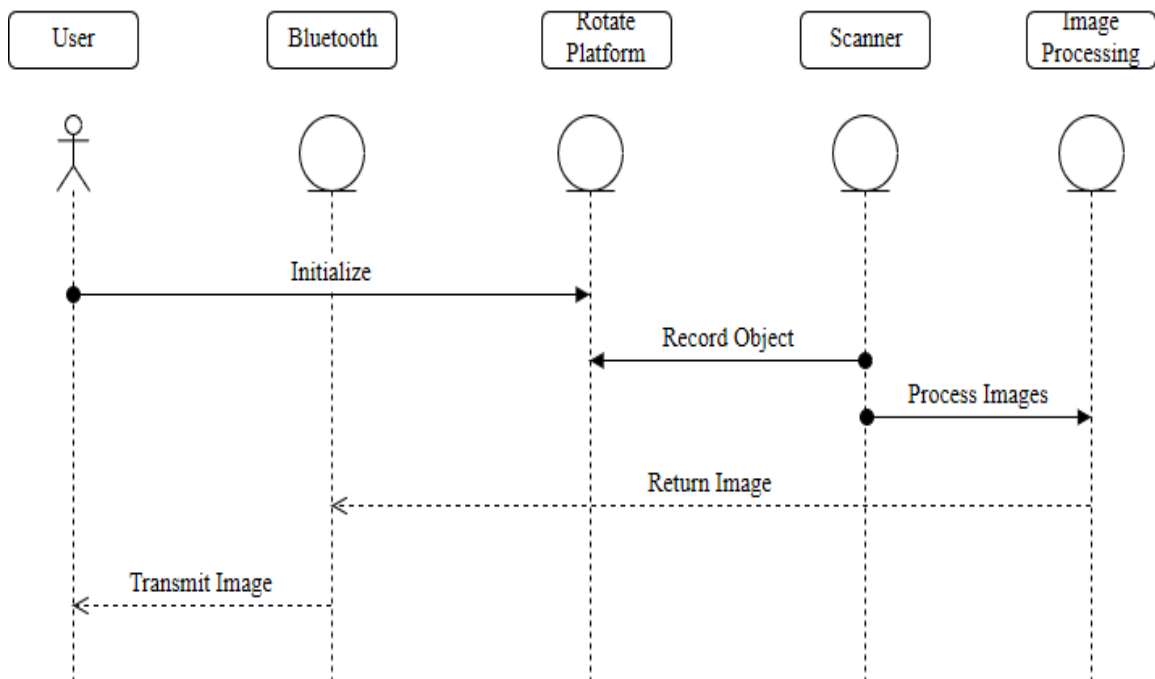 User
Bluetooth
Rotate
Platform
Scanner
Image
Processing
Initialize
Record Object
Process Images
Return Image
Transmit Image